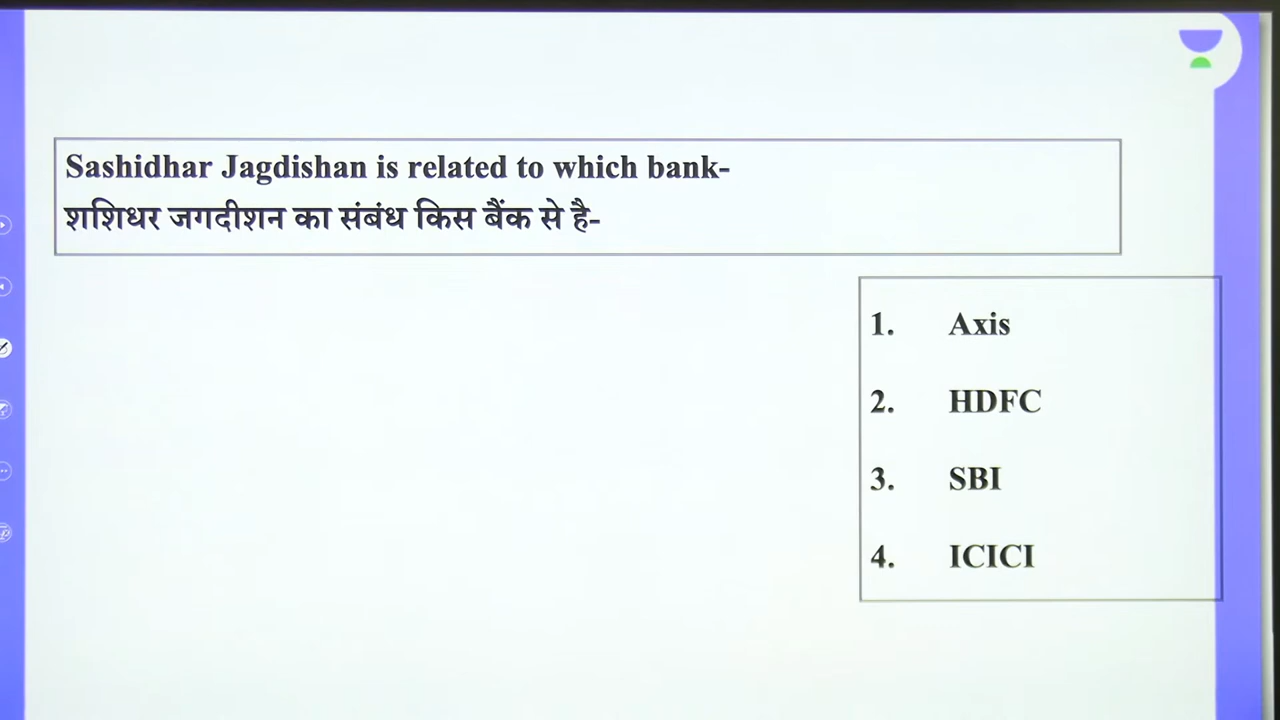 Sashidhar Jagdishan is related to which bank-
शशिधर जगदीशन का संबंध किस बैंक से है-
1. Axis
2. HDFC
3. SBI
4. ICICI